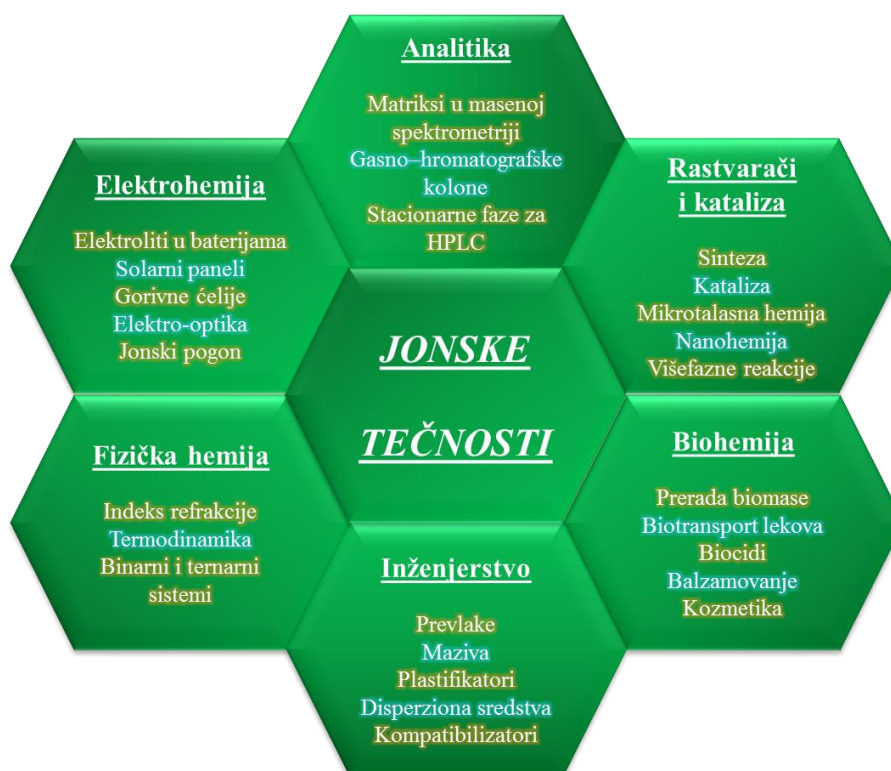 Analitika
Matriksi u masenoj
spektrometriji
Gasno–hromatografske
kolone
Stacionarne faze za
HPLC
Elektrohemija
Elektroliti u baterijama
Solarni paneli
Gorivne ćelije
Elektro-optika
Jonski pogon
Rastvarači
i kataliza
Sinteza
Kataliza
Mikrotalasna hemija
Nanohemija
Višefazne reakcije
JONSKE
TEČNOSTI
Fizička hemija
Indeks refrakcije
Termodinamika
Binarni i ternarni
sistemi
Biohemija
Prerada biomase
Biotransport lekova
Biocidi
Balzamovanje
Kozmetika
Inženjerstvo
Prevlake
Maziva
Plastifikatori
Disperziona sredstva
Kompatibilizatori